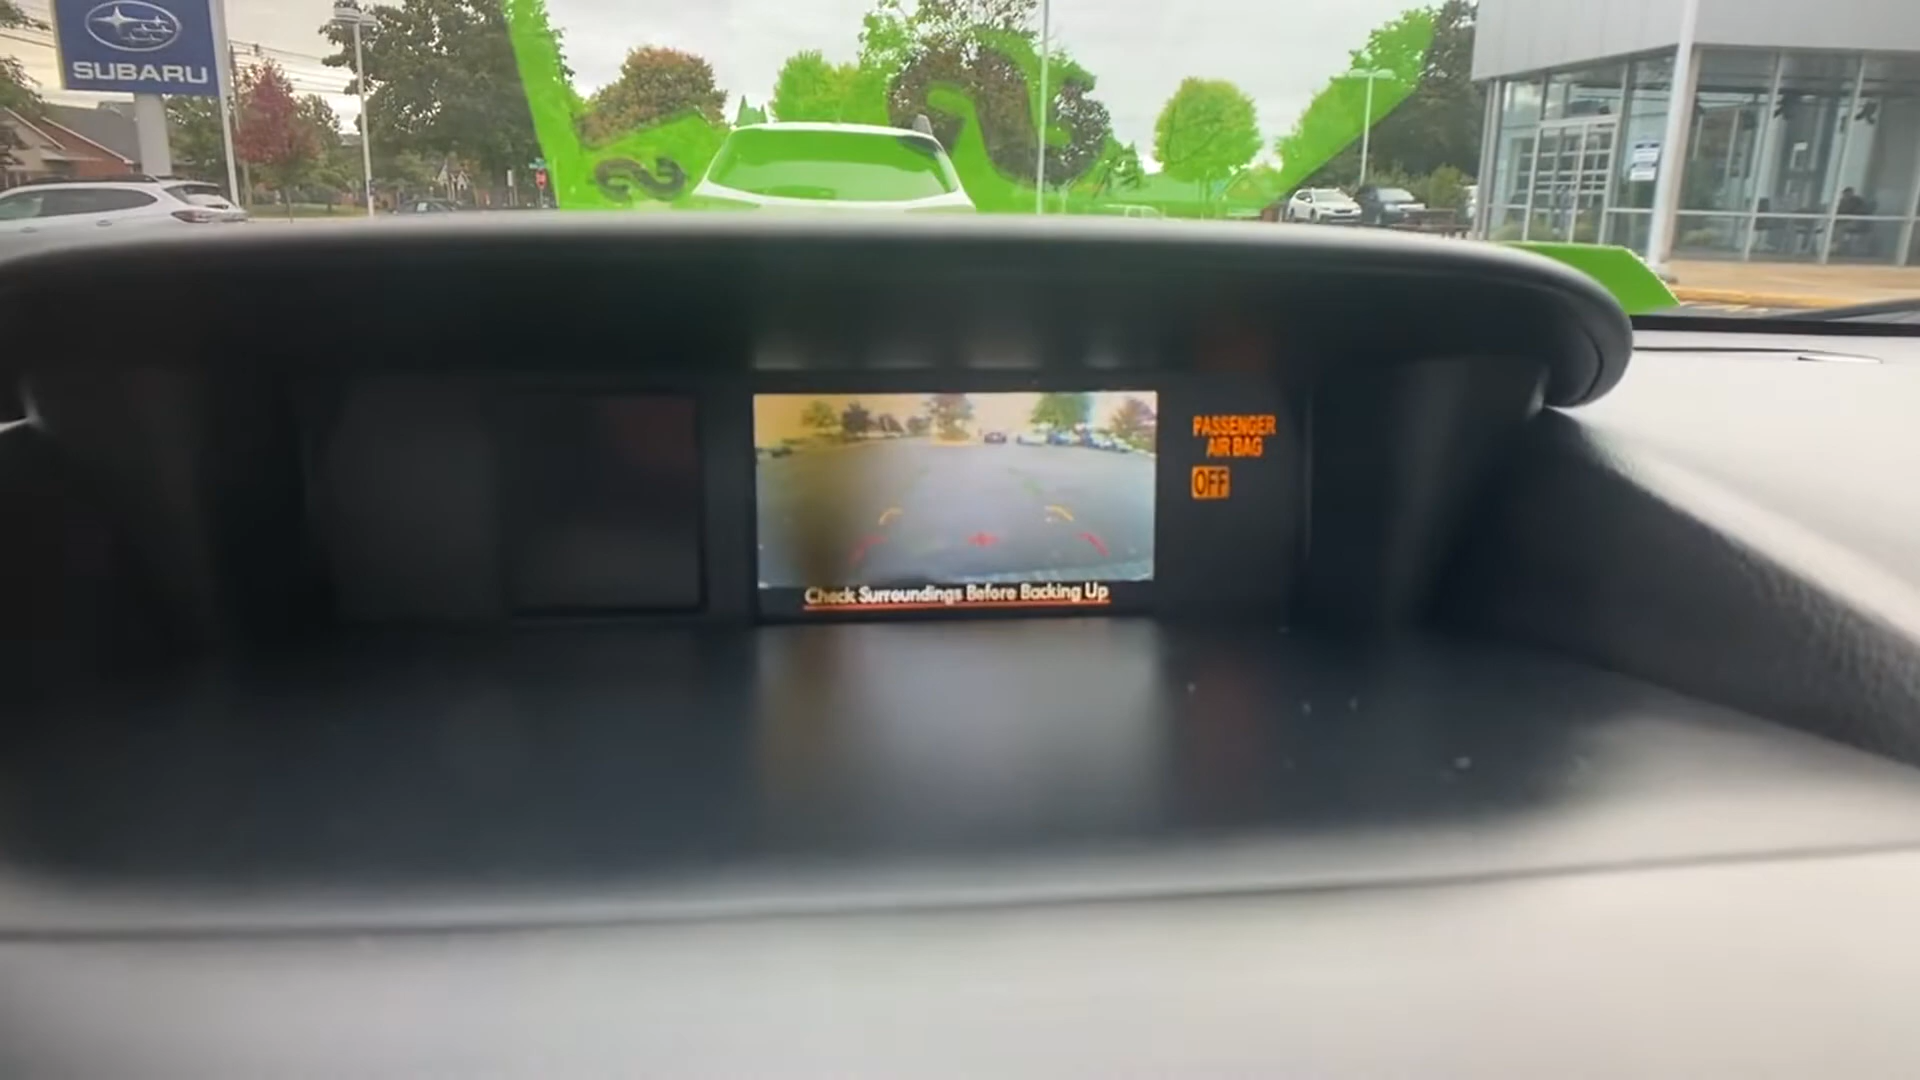 SUBARU
PASSENGER
AIR BAG
OFF
Check Surroundings Before Backing Up